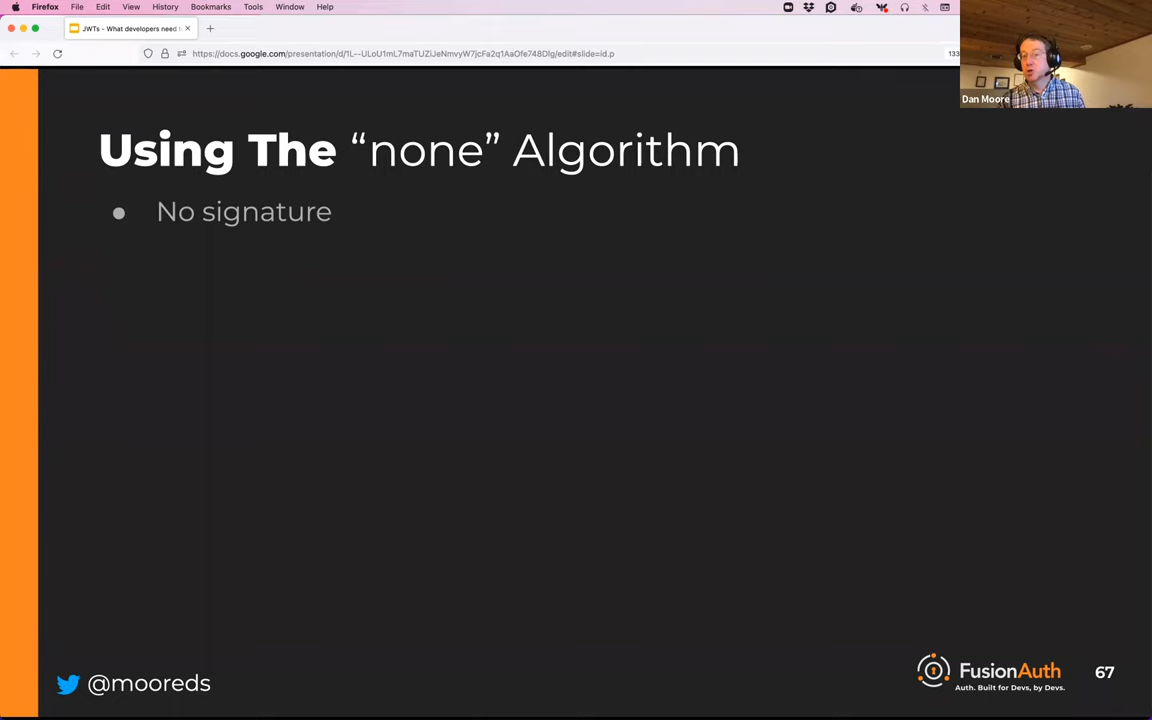 Firefox File Edit View History Bookmarks Tools Window Help
JWTs - What developers need t
https://docs.google.com/presentation/d/1L--ULoU1mL7maTUZiJeNmvyW7jcFa2q1AaOfe748DIg/edit#slide=id.p
133
Dan Moore
Using The “none” Algorithm
● No signature
@mooreds
FusionAuth
Auth. Built for Devs, by Devs.
67